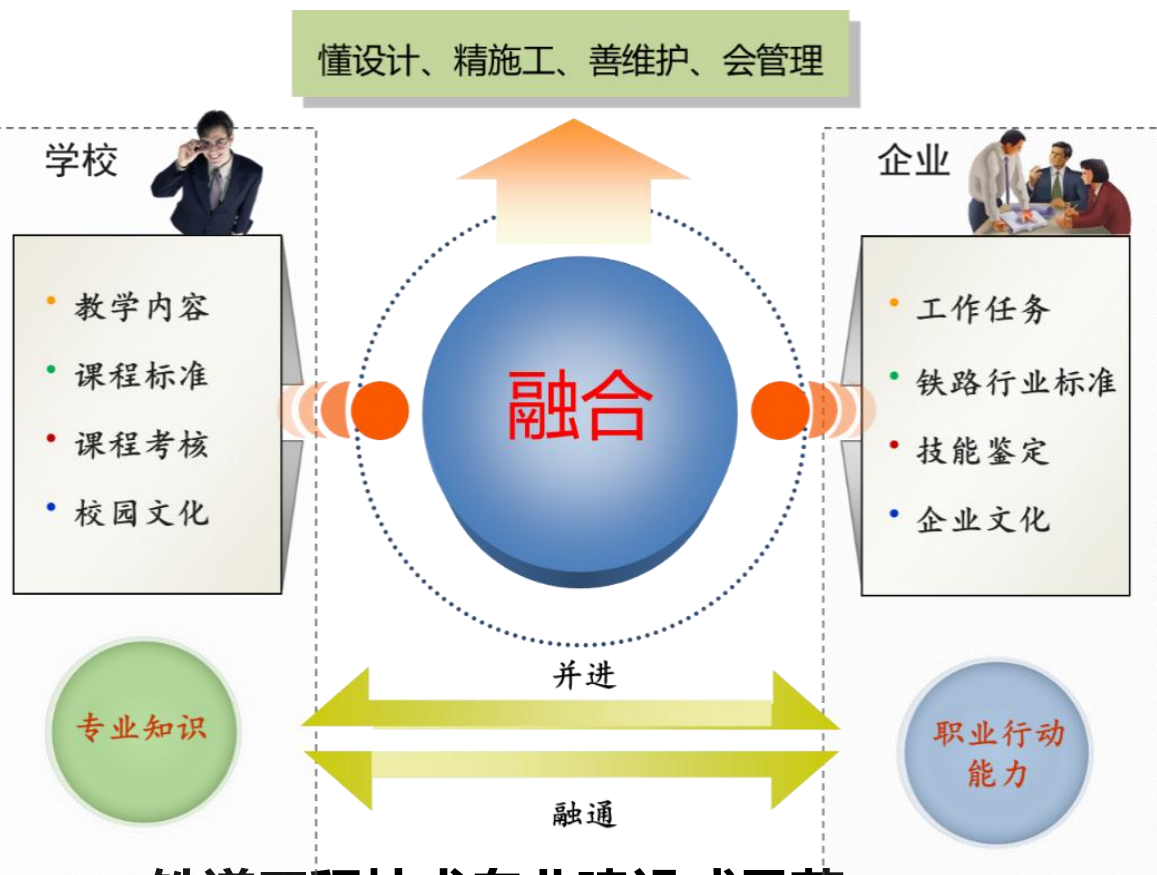 懂设计、精施工、善维护、会管理
学校
教学内容
课程标准
课程考核
校园文化
融合
企业
工作任务
铁路行业标准
技能鉴定
企业文化
并进
专业知识
职业行动
能力
融通